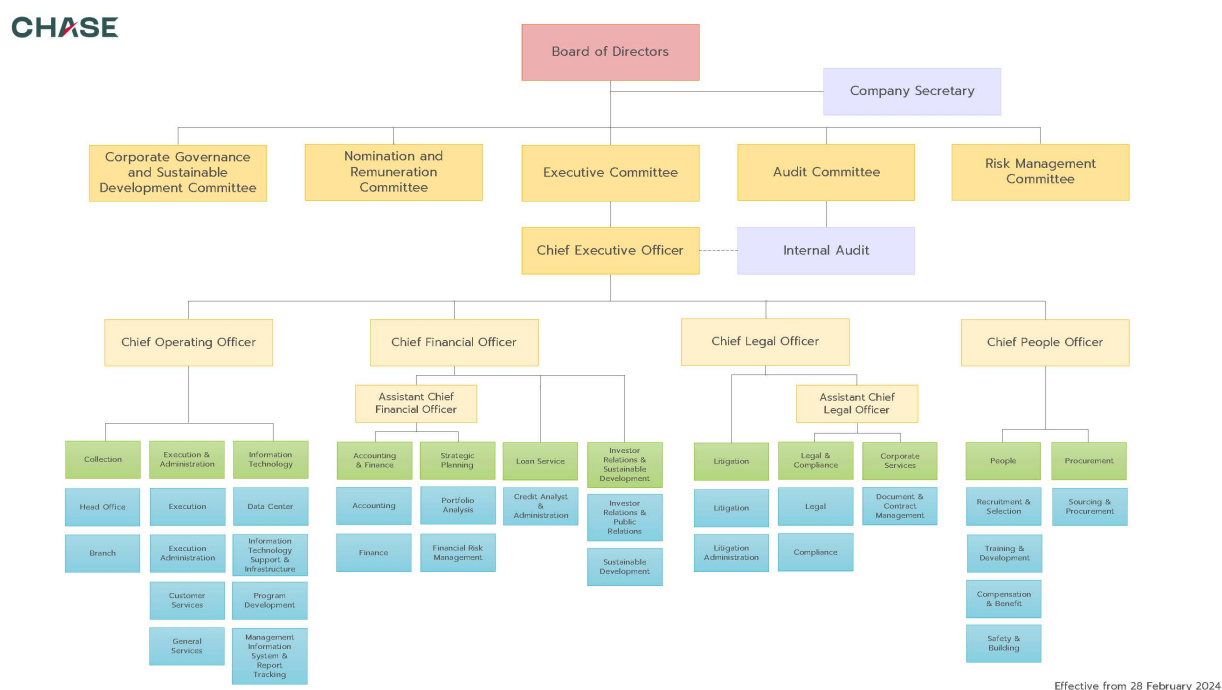 CHASE
Board of Directors
Company Secretary
Corporate Governance
and Sustainable
Development Committee
Nomination and
Remuneration
Committee
Executive Committee
Audit Committee
Risk Management
Committee
Chief Executive Officer
Internal Audit
Chief Operating Officer
Chief Financial Officer
Chief Legal Officer
Chief People Officer
Assistant Chief
Financial Officer
Assistant Chief
Legal Officer
Collection
Execution &
Administration
Information
Technology
Accounting
& Finance
Strategic
Planning
Loan Service
Investor
Relations &
Sustainable
Development
Litigation
Legal &
Compliance
Corporate
Services
People
Procurement
Head Office
Execution
Data Center
Accounting
Portfolio
Analysis
Credit Analyst
&
Administration
Investor
Relations &
Public
Relations
Litigation
Legal
Document &
Contract
Management
Recruitment &
Selection
Sourcing &
Procurement
Branch
Execution
Administration
Information
Technology
Support &
Infrastructure
Finance
Financial Risk
Management
Sustainable
Development
Litigation
Administration
Compliance
Training &
Development
Customer
Services
Program
Development
Compensation
& Benefit
General
Services
Management
Information
System &
Report
Tracking
Safety &
Building
Effective from 28 February 2024